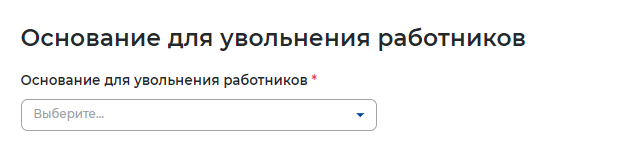 Основание для увольнения работников
Основание для увольнения работников *
Выберите...